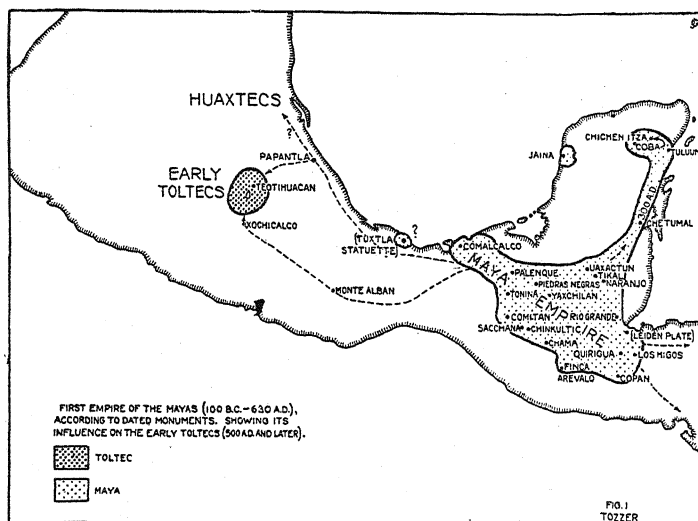 HUAXTECS
?
PAPANTLA
EARLY
TOLTECS
TEOTIHUACAN
XOCHICALCO
MONTE ALBAN
(TUXTLA
STATUETTE)
?
JAINA
CHICHEN ITZA
COBA
TULUUM
300 A.D.
CHETUMAL
COMALCALCO
MAYA EMPIRE
PALENQUE
UAXACTUN
TIKAL
PIEDRAS NEGRAS
NARANJO
TONINA
YAXCHILAN
COMITAN
RIO GRANDE
SACCHANA
CHINKULTIC
(LEIDEN PLATE)
CHAMA
QUIRIGUA
LOS HIGOS
FINCA
AREVALO
COPAN
FIRST EMPIRE OF THE MAYAS (100 B.C.–630 A.D.),
ACCORDING TO DATED MONUMENTS. SHOWING ITS
INFLUENCE ON THE EARLY TOLTECS (500 A.D. AND LATER).
TOLTEC
MAYA
FIG. 1
TOZZER